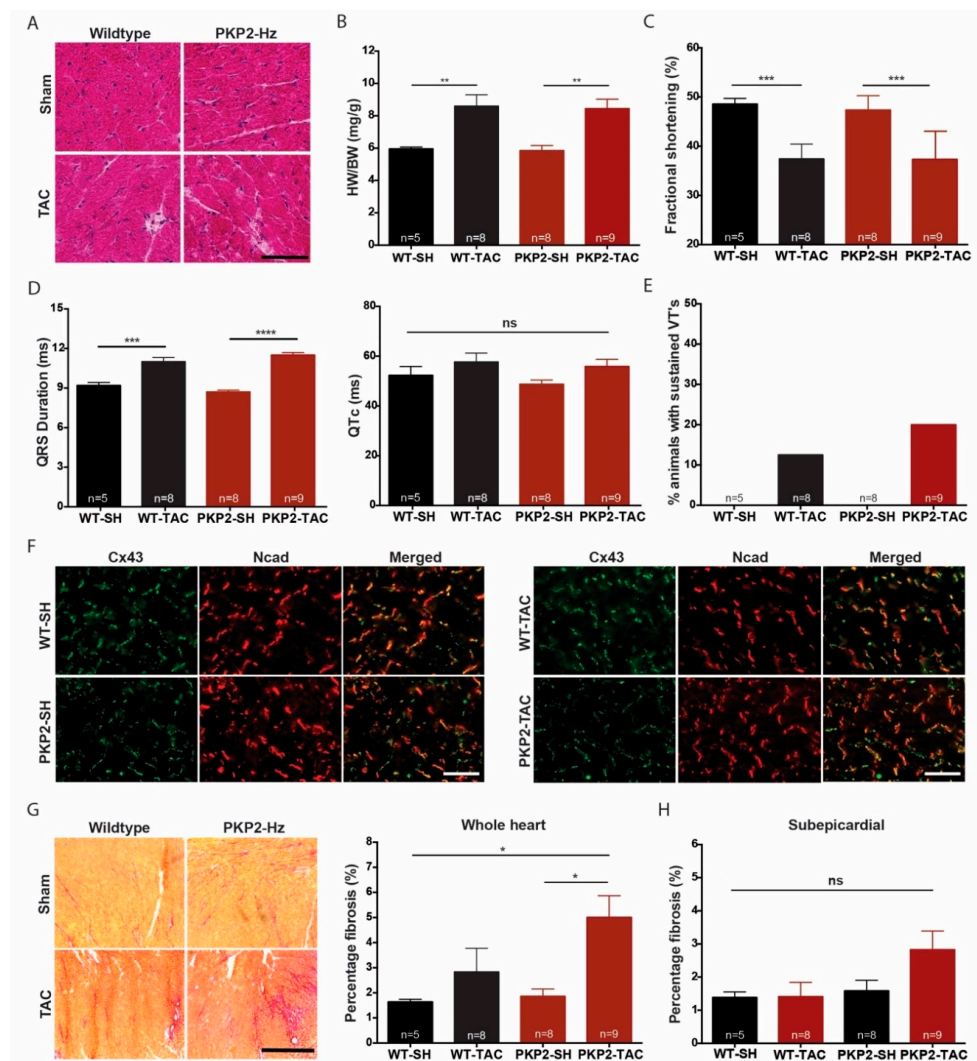 A
Wildtype PKP2-Hz
Sham
TAC
B
HW/BW (mg/g)
12
10
8
6
4
2
0
** **
n=5 n=8 n=8 n=9
WT-SH WT-TAC PKP2-SH PKP2-TAC
C
Fractional shortening (%)
60
50
40
30
20
*** ***
n=5 n=8 n=8 n=9
WT-SH WT-TAC PKP2-SH PKP2-TAC
D
QRS Duration (ms)
15
12
9
6
3
0
*** ****
n=5 n=8 n=8 n=9
WT-SH WT-TAC PKP2-SH PKP2-TAC
QTc (ms)
80
60
40
20
0
ns
n=5 n=8 n=8 n=9
WT-SH WT-TAC PKP2-SH PKP2-TAC
E
% animals with sustained VT's
50
40
30
20
10
0
n=5 n=8 n=8 n=9
WT-SH WT-TAC PKP2-SH PKP2-TAC
F
Cx43 Ncad Merged
WT-SH
PKP2-SH
Cx43 Ncad Merged
WT-TAC
PKP2-TAC
G
Wildtype PKP2-Hz
Sham
TAC
Whole heart
Percentage fibrosis (%)
8
7
6
5
4
3
2
1
0
*
*
n=5 n=8 n=8 n=9
WT-SH WT-TAC PKP2-SH PKP2-TAC
H
Subepicardial
Percentage fibrosis (%)
6
5
4
3
2
1
0
ns
n=5 n=8 n=8 n=9
WT-SH WT-TAC PKP2-SH PKP2-TAC